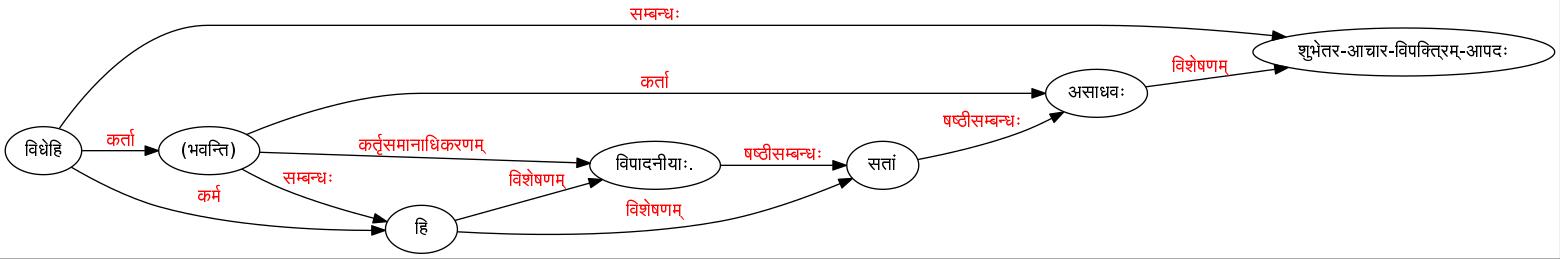 सम्बन्धः
शुभेतर-आचार-विपक्त्रिम्-आपदः
विशेषणम्
कर्ता
असाधवः
षष्ठीसम्बन्धः
विधेहि
कर्ता
(भवन्ति)
कर्तृसमानाधिकरणम्
विपादनीयाः.
षष्ठीसम्बन्धः
सतां
सम्बन्धः
विशेषणम्
कर्म
विशेषणम्
हि